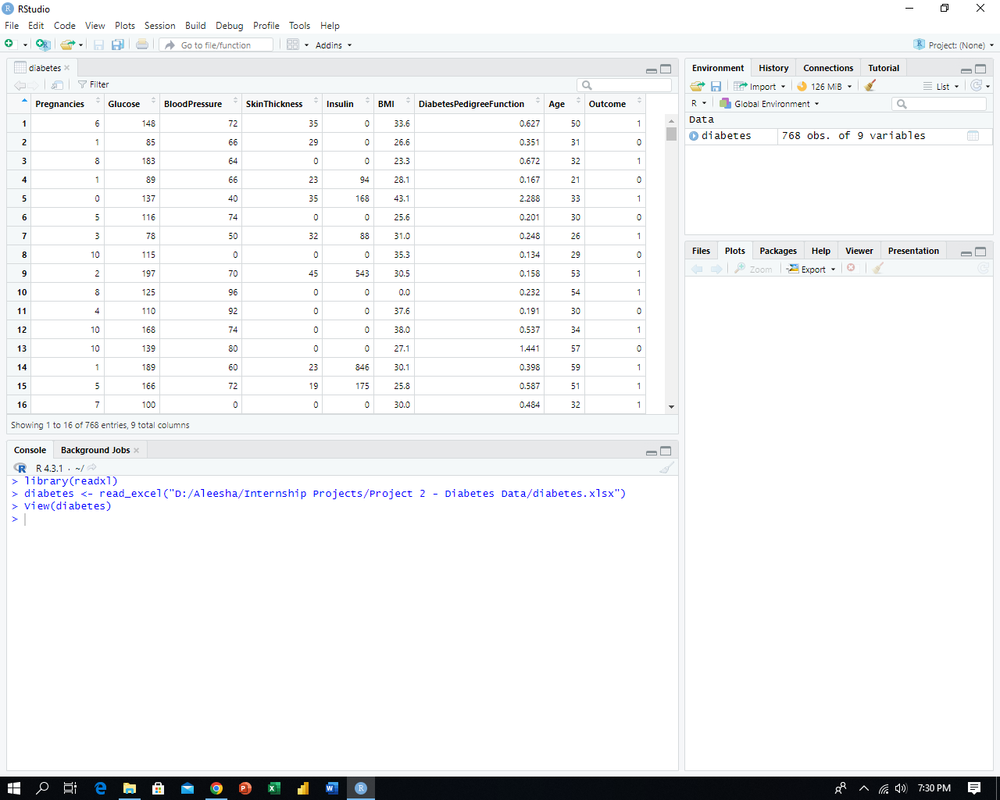 RStudio
File Edit Code View Plots Session Build Debug Profile Tools Help
Go to file/function Addins Project: (None)
diabetes
Filter
Pregnancies Glucose BloodPressure SkinThickness Insulin BMI DiabetesPedigreeFunction Age Outcome
1 6 148 72 35 0 33.6 0.627 50 1
2 1 85 66 29 0 26.6 0.351 31 0
3 8 183 64 0 0 23.3 0.672 32 1
4 1 89 66 23 94 28.1 0.167 21 0
5 0 137 40 35 168 43.1 2.288 33 1
6 5 116 74 0 0 25.6 0.201 30 0
7 3 78 50 32 88 31.0 0.248 26 1
8 10 115 0 0 0 35.3 0.134 29 0
9 2 197 70 45 543 30.5 0.158 53 1
10 8 125 96 0 0 0.0 0.232 54 1
11 4 110 92 0 0 37.6 0.191 30 0
12 10 168 74 0 0 38.0 0.537 34 1
13 10 139 80 0 0 27.1 1.441 57 0
14 1 189 60 23 846 30.1 0.398 59 1
15 5 166 72 19 175 25.8 0.587 51 1
16 7 100 0 0 0 30.0 0.484 32 1
Showing 1 to 16 of 768 entries, 9 total columns
Console Background Jobs
R 4.3.1 · ~/
> library(readxl)
> diabetes <- read_excel("D:/Aleesha/Internship Projects/Project 2 - Diabetes Data/diabetes.xlsx")
> View(diabetes)
>
Environment History Connections Tutorial
Import 126 MiB List
R Global Environment
Data
diabetes 768 obs. of 9 variables
Files Plots Packages Help Viewer Presentation
Zoom Export
7:30 PM